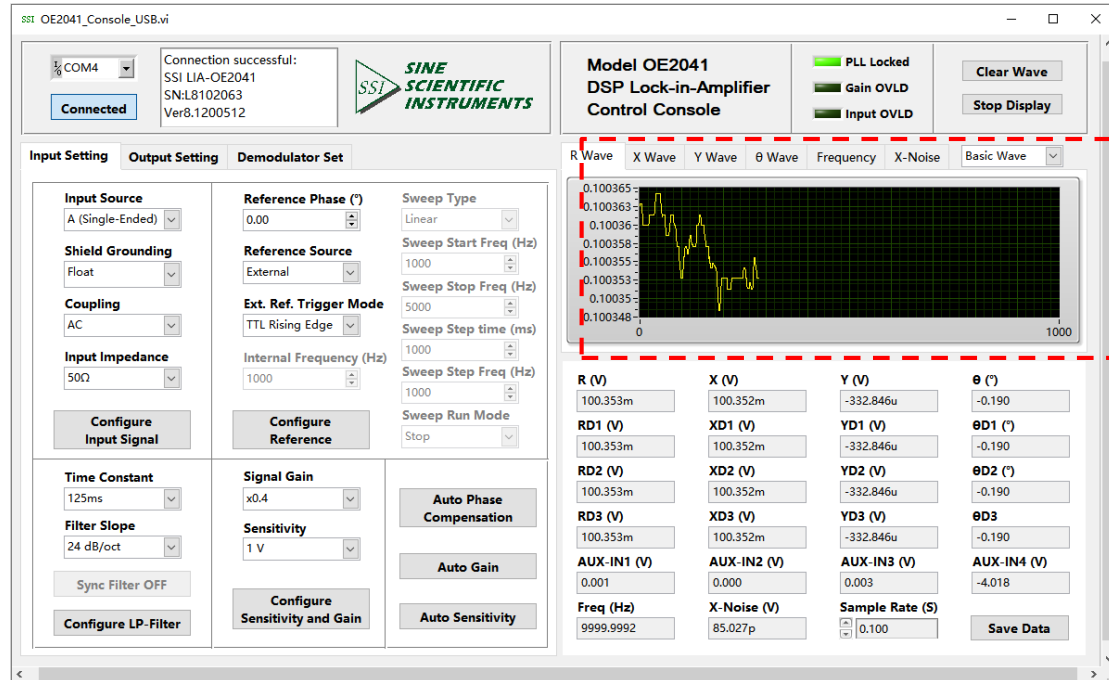 SSI OE2041_Console_USB.vi
COM4
Connected
Connection successful:
SSI LIA-OE2041
SN:L8102063
Ver8.1200512
SSI
SINE
SCIENTIFIC
INSTRUMENTS
Model OE2041
DSP Lock-in-Amplifier
Control Console
PLL Locked
Gain OVLD
Input OVLD
Clear Wave
Stop Display
Input Setting Output Setting Demodulator Set
Input Source
A (Single-Ended)
Shield Grounding
Float
Coupling
AC
Input Impedance
50Ω
Configure
Input Signal
Reference Phase (°)
0.00
Reference Source
External
Ext. Ref. Trigger Mode
TTL Rising Edge
Internal Frequency (Hz)
1000
Configure
Reference
Sweep Type
Linear
Sweep Start Freq (Hz)
1000
Sweep Stop Freq (Hz)
5000
Sweep Step time (ms)
1000
Sweep Step Freq (Hz)
1000
Sweep Run Mode
Stop
Time Constant
125ms
Filter Slope
24 dB/oct
Sync Filter OFF
Configure LP-Filter
Signal Gain
x0.4
Sensitivity
1 V
Configure
Sensitivity and Gain
Auto Phase
Compensation
Auto Gain
Auto Sensitivity
R Wave X Wave Y Wave θ Wave Frequency X-Noise Basic Wave
0.100365
0.100363
0.10036
0.100358
0.100355
0.100353
0.10035
0.100348
0 1000
R (V) X (V) Y (V) θ (°)
100.353m 100.352m -332.846u -0.190
RD1 (V) XD1 (V) YD1 (V) θD1 (°)
100.353m 100.352m -332.846u -0.190
RD2 (V) XD2 (V) YD2 (V) θD2 (°)
100.353m 100.352m -332.846u -0.190
RD3 (V) XD3 (V) YD3 (V) θD3
100.353m 100.352m -332.846u -0.190
AUX-IN1 (V) AUX-IN2 (V) AUX-IN3 (V) AUX-IN4 (V)
0.001 0.000 0.003 -4.018
Freq (Hz) X-Noise (V) Sample Rate (S)
9999.9992 85.027p 0.100 Save Data